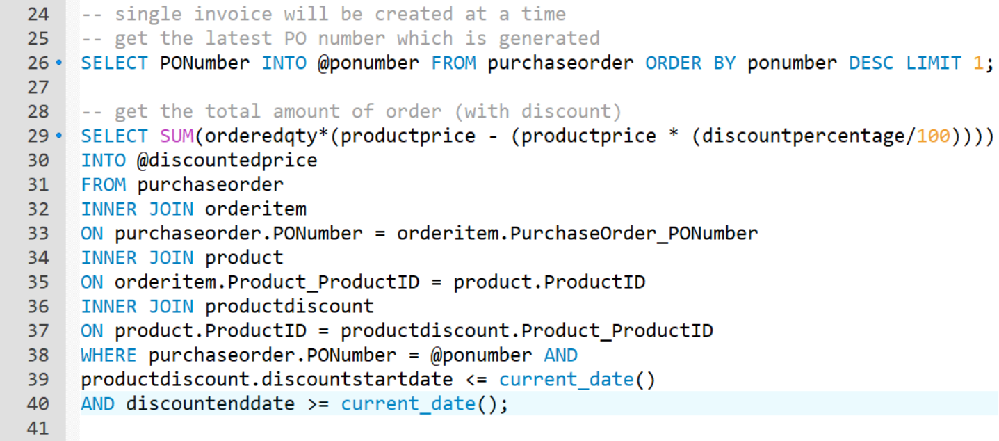 24 -- single invoice will be created at a time
25 -- get the latest PO number which is generated
26 SELECT PONumber INTO @ponumber FROM purchaseorder ORDER BY ponumber DESC LIMIT 1;
27
28 -- get the total amount of order (with discount)
29 SELECT SUM(orderedqty*(productprice - (productprice * (discountpercentage/100))))
30 INTO @discountedprice
31 FROM purchaseorder
32 INNER JOIN orderitem
33 ON purchaseorder.PONumber = orderitem.PurchaseOrder_PONumber
34 INNER JOIN product
35 ON orderitem.Product_ProductID = product.ProductID
36 INNER JOIN productdiscount
37 ON product.ProductID = productdiscount.Product_ProductID
38 WHERE purchaseorder.PONumber = @ponumber AND
39 productdiscount.discountstartdate <= current_date()
40 AND discountenddate >= current_date();
41